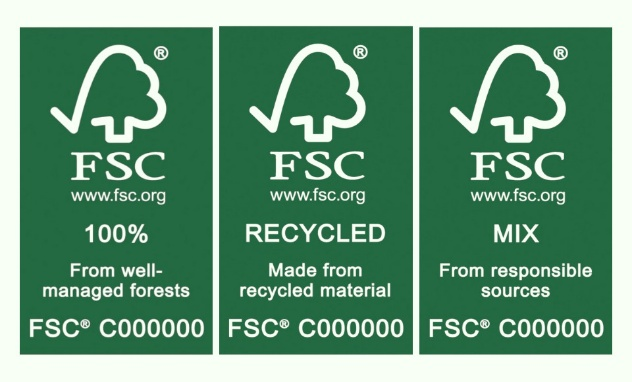 ®
FSC
www.fsc.org
100%
From well-
managed forests
FSC® C000000
®
FSC
www.fsc.org
RECYCLED
Made from
recycled material
FSC® C000000
®
FSC
www.fsc.org
MIX
From responsible
sources
FSC® C000000